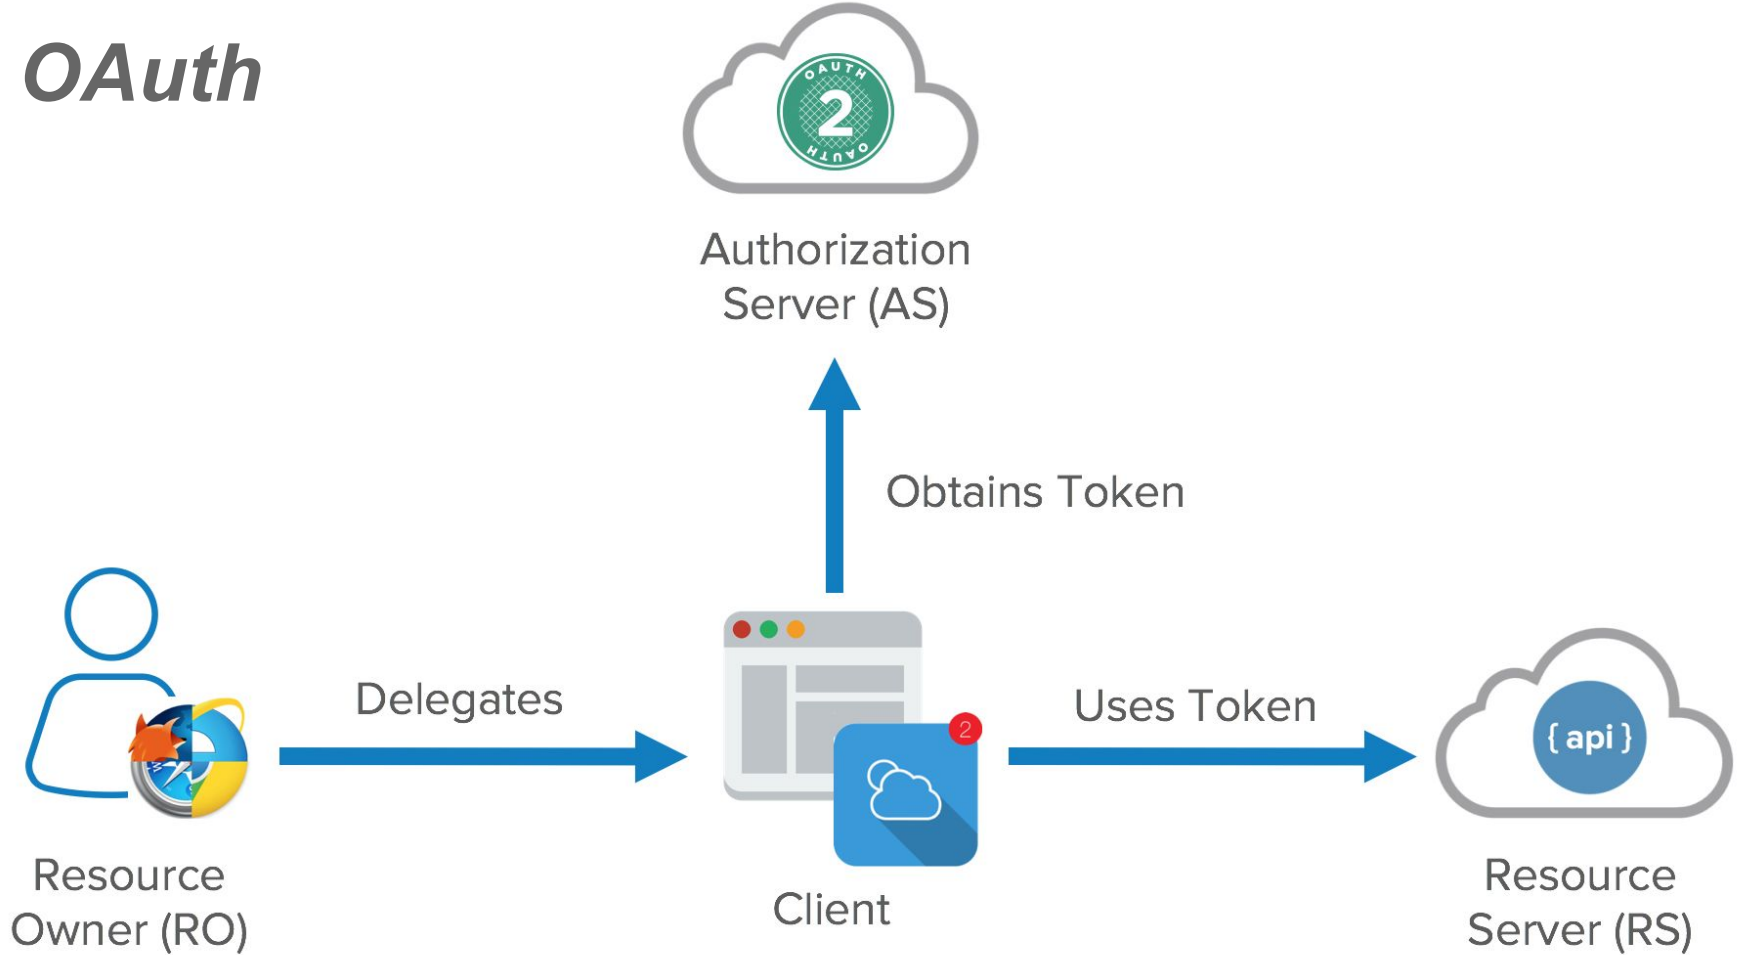 OAuth
OAUTH
2
OAUTH
Authorization
Server (AS)
Obtains Token
Delegates
Uses Token
2
{ api }
Resource
Owner (RO)
Client
Resource
Server (RS)